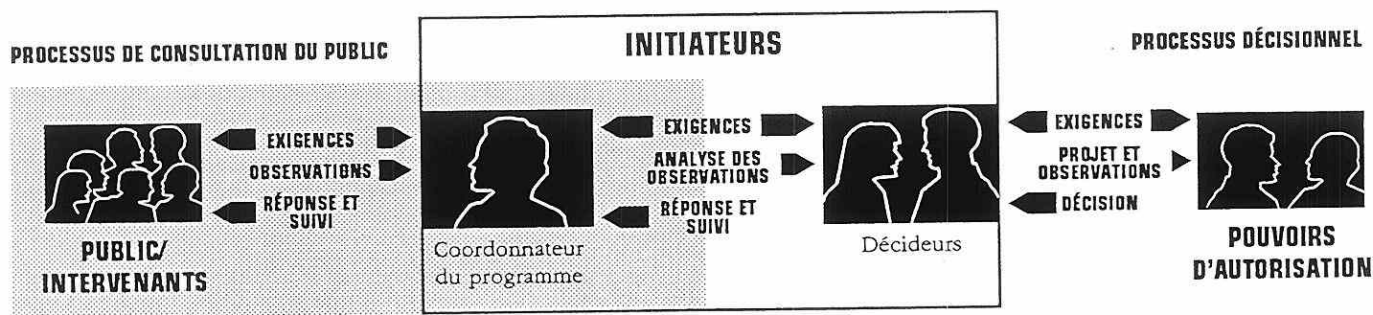 PROCESSUS DE CONSULTATION DU PUBLIC
INITIATEURS
PROCESSUS DÉCISIONNEL
EXIGENCES
OBSERVATIONS
RÉPONSE ET
SUIVI
PUBLIC/
INTERVENANTS
Coordonnateur
du programme
EXIGENCES
ANALYSE DES
OBSERVATIONS
RÉPONSE ET
SUIVI
Décideurs
EXIGENCES
PROJET ET
OBSERVATIONS
DÉCISION
POUVOIRS
D'AUTORISATION